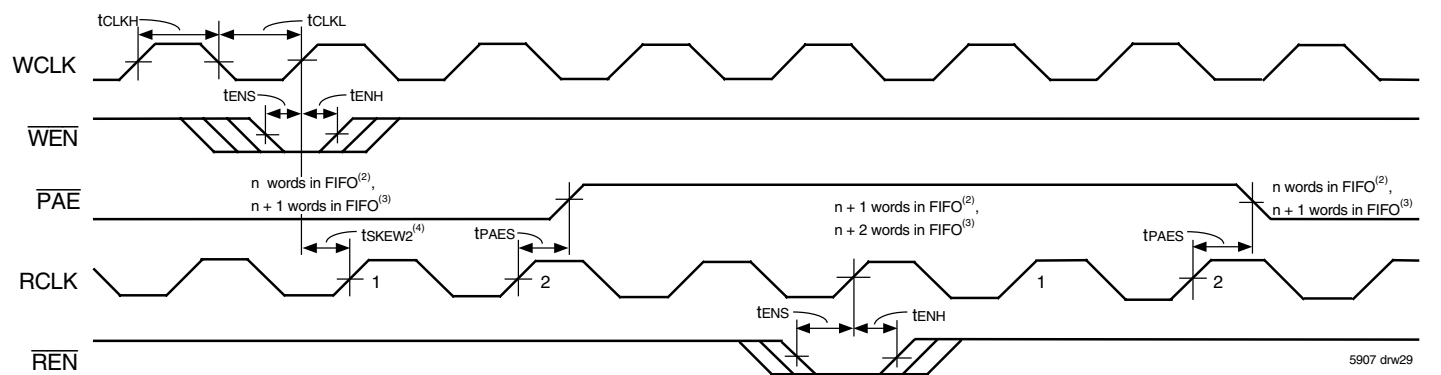 tCLKH
tCLKL
WCLK
tENS
tENH
WEN
n words in FIFO(2),
n + 1 words in FIFO(3)
PAE
n + 1 words in FIFO(2),
n + 2 words in FIFO(3)
n words in FIFO(2),
n + 1 words in FIFO(3)
tSKEW2(4)
tPAES
tPAES
RCLK
1
2
1
2
tENS
tENH
REN
5907 drw29